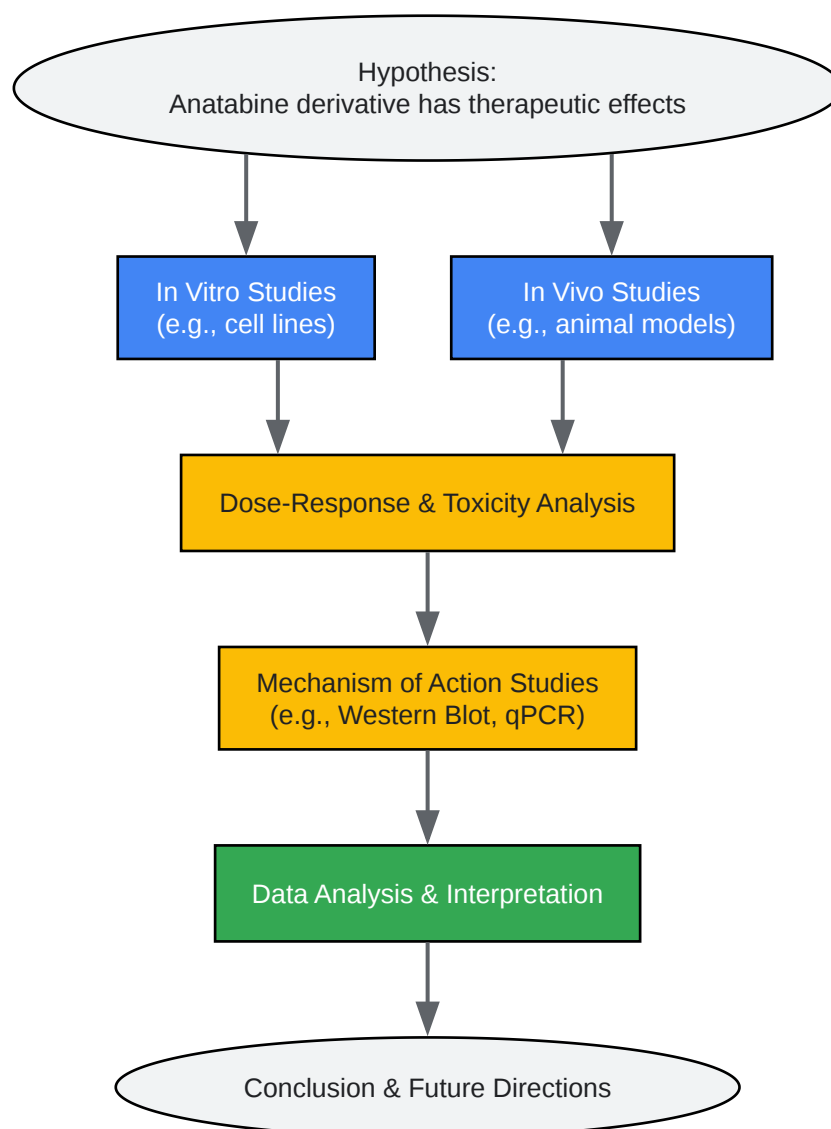 Hypothesis:
Anatabine derivative has therapeutic effects
In Vitro Studies
(e.g., cell lines)
In Vivo Studies
(e.g., animal models)
Dose-Response & Toxicity Analysis
Mechanism of Action Studies
(e.g., Western Blot, qPCR)
Data Analysis & Interpretation
Conclusion & Future Directions